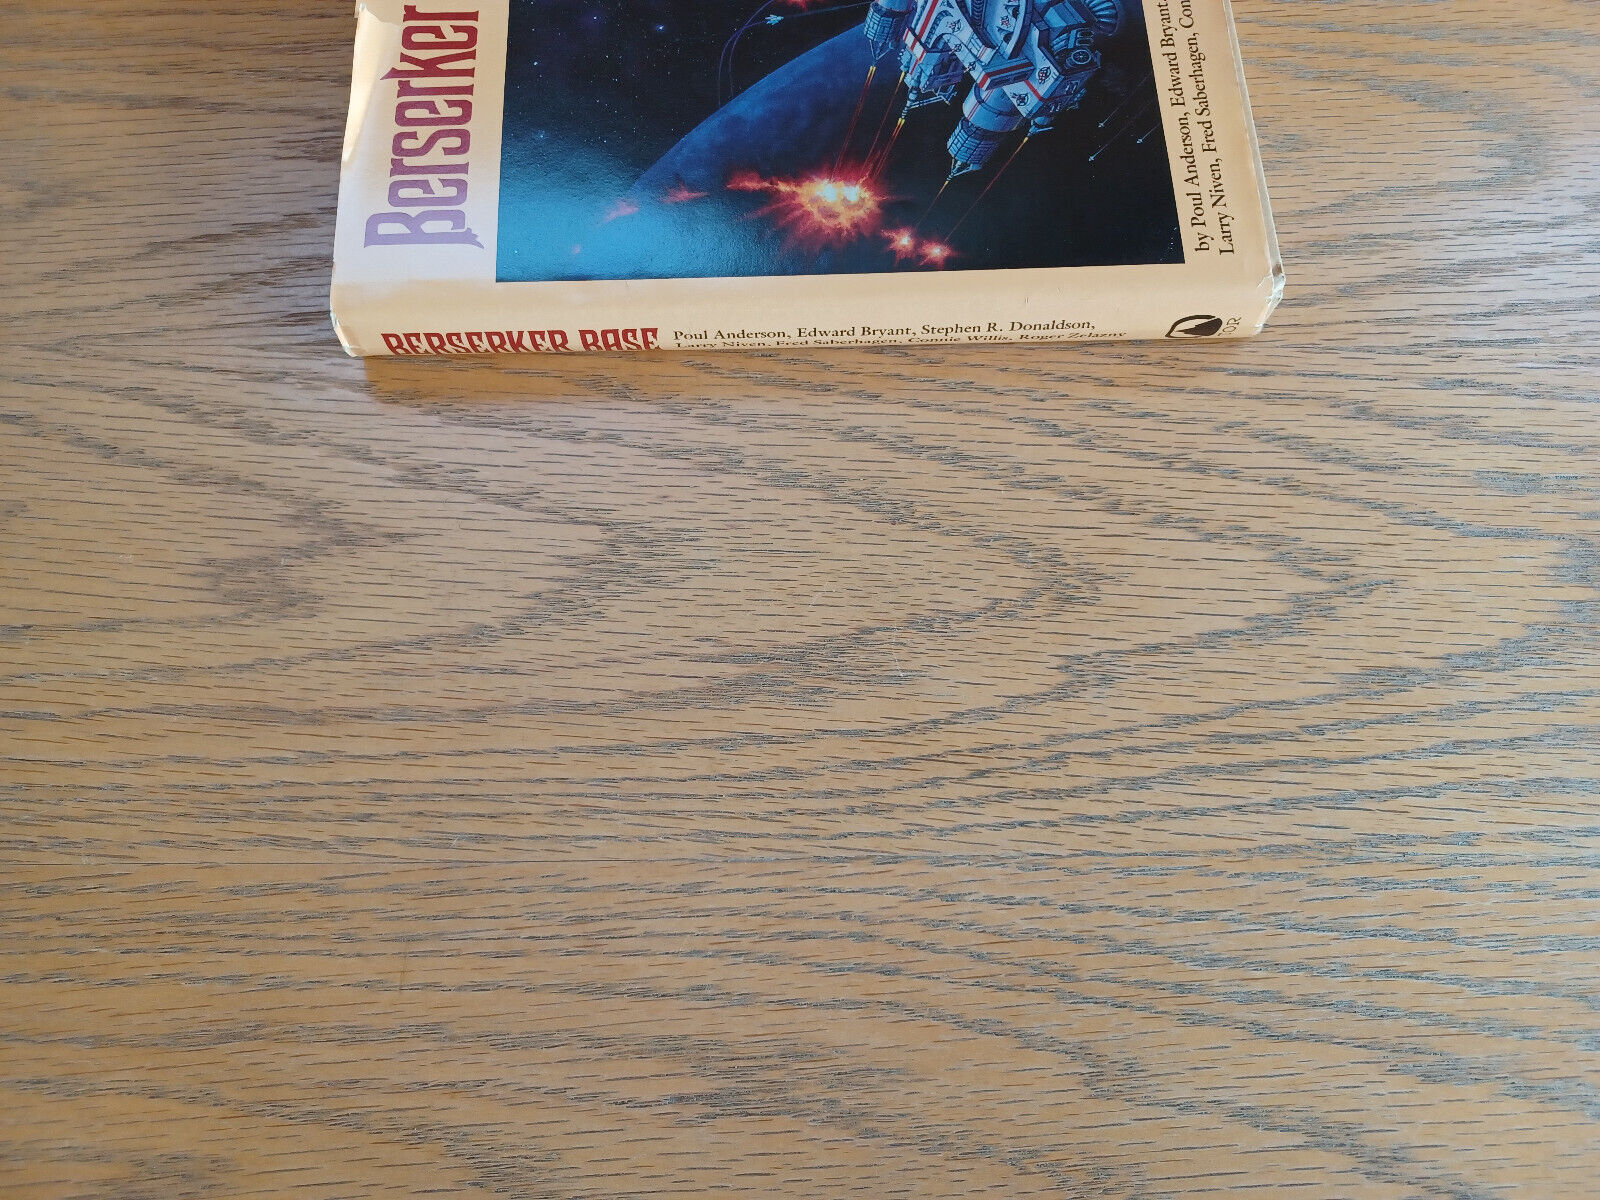 Berserker
by Poul Anderson, Edward Bryant,
Larry Niven, Fred Saberhagen,
BERSERKER BASE
Poul Anderson, Edward Bryant, Stephen R. Donaldson,
Larry Niven, Fred Saberhagen, Connie Willis, Roger Zelazny